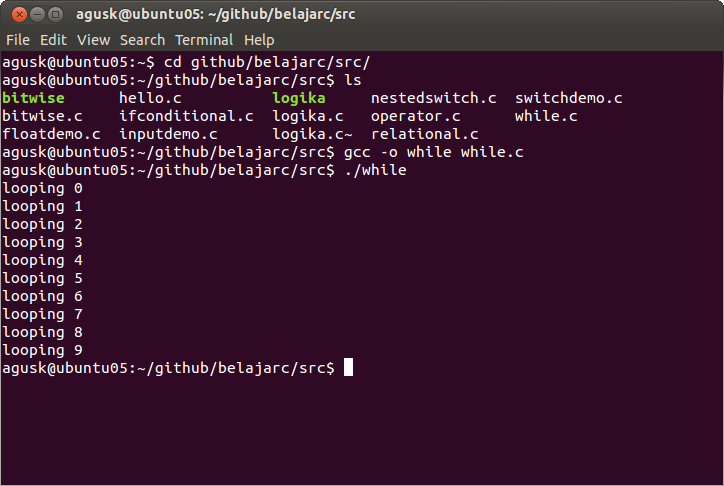 agusk@ubuntu05: ~/github/belajarc/src
File Edit View Search Terminal Help
agusk@ubuntu05:~$ cd github/belajarc/src/
agusk@ubuntu05:~/github/belajarc/src$ ls
bitwise hello.c logika nestedswitch.c switchdemo.c
bitwise.c ifconditional.c logika.c operator.c while.c
floatdemo.c inputdemo.c logika.c~ relational.c
agusk@ubuntu05:~/github/belajarc/src$ gcc -o while while.c
agusk@ubuntu05:~/github/belajarc/src$ ./while
looping 0
looping 1
looping 2
looping 3
looping 4
looping 5
looping 6
looping 7
looping 8
looping 9
agusk@ubuntu05:~/github/belajarc/src$